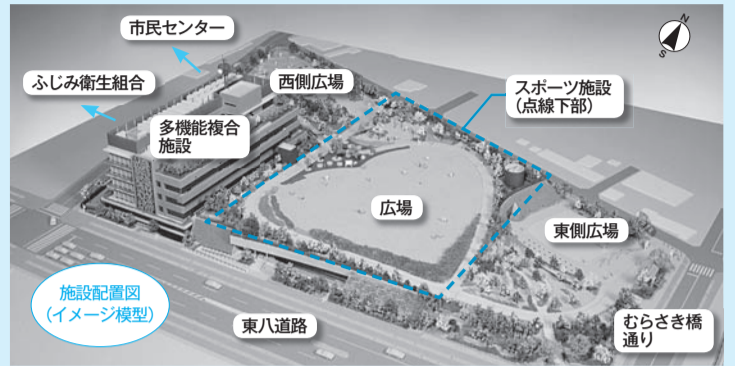 市民センター
N
S
ふじみ衛生組合
西側広場
スポーツ施設
(点線下部)
多機能複合
施設
広場
東側広場
施設配置図
(イメージ模型)
東八道路
むらさき橋
通り